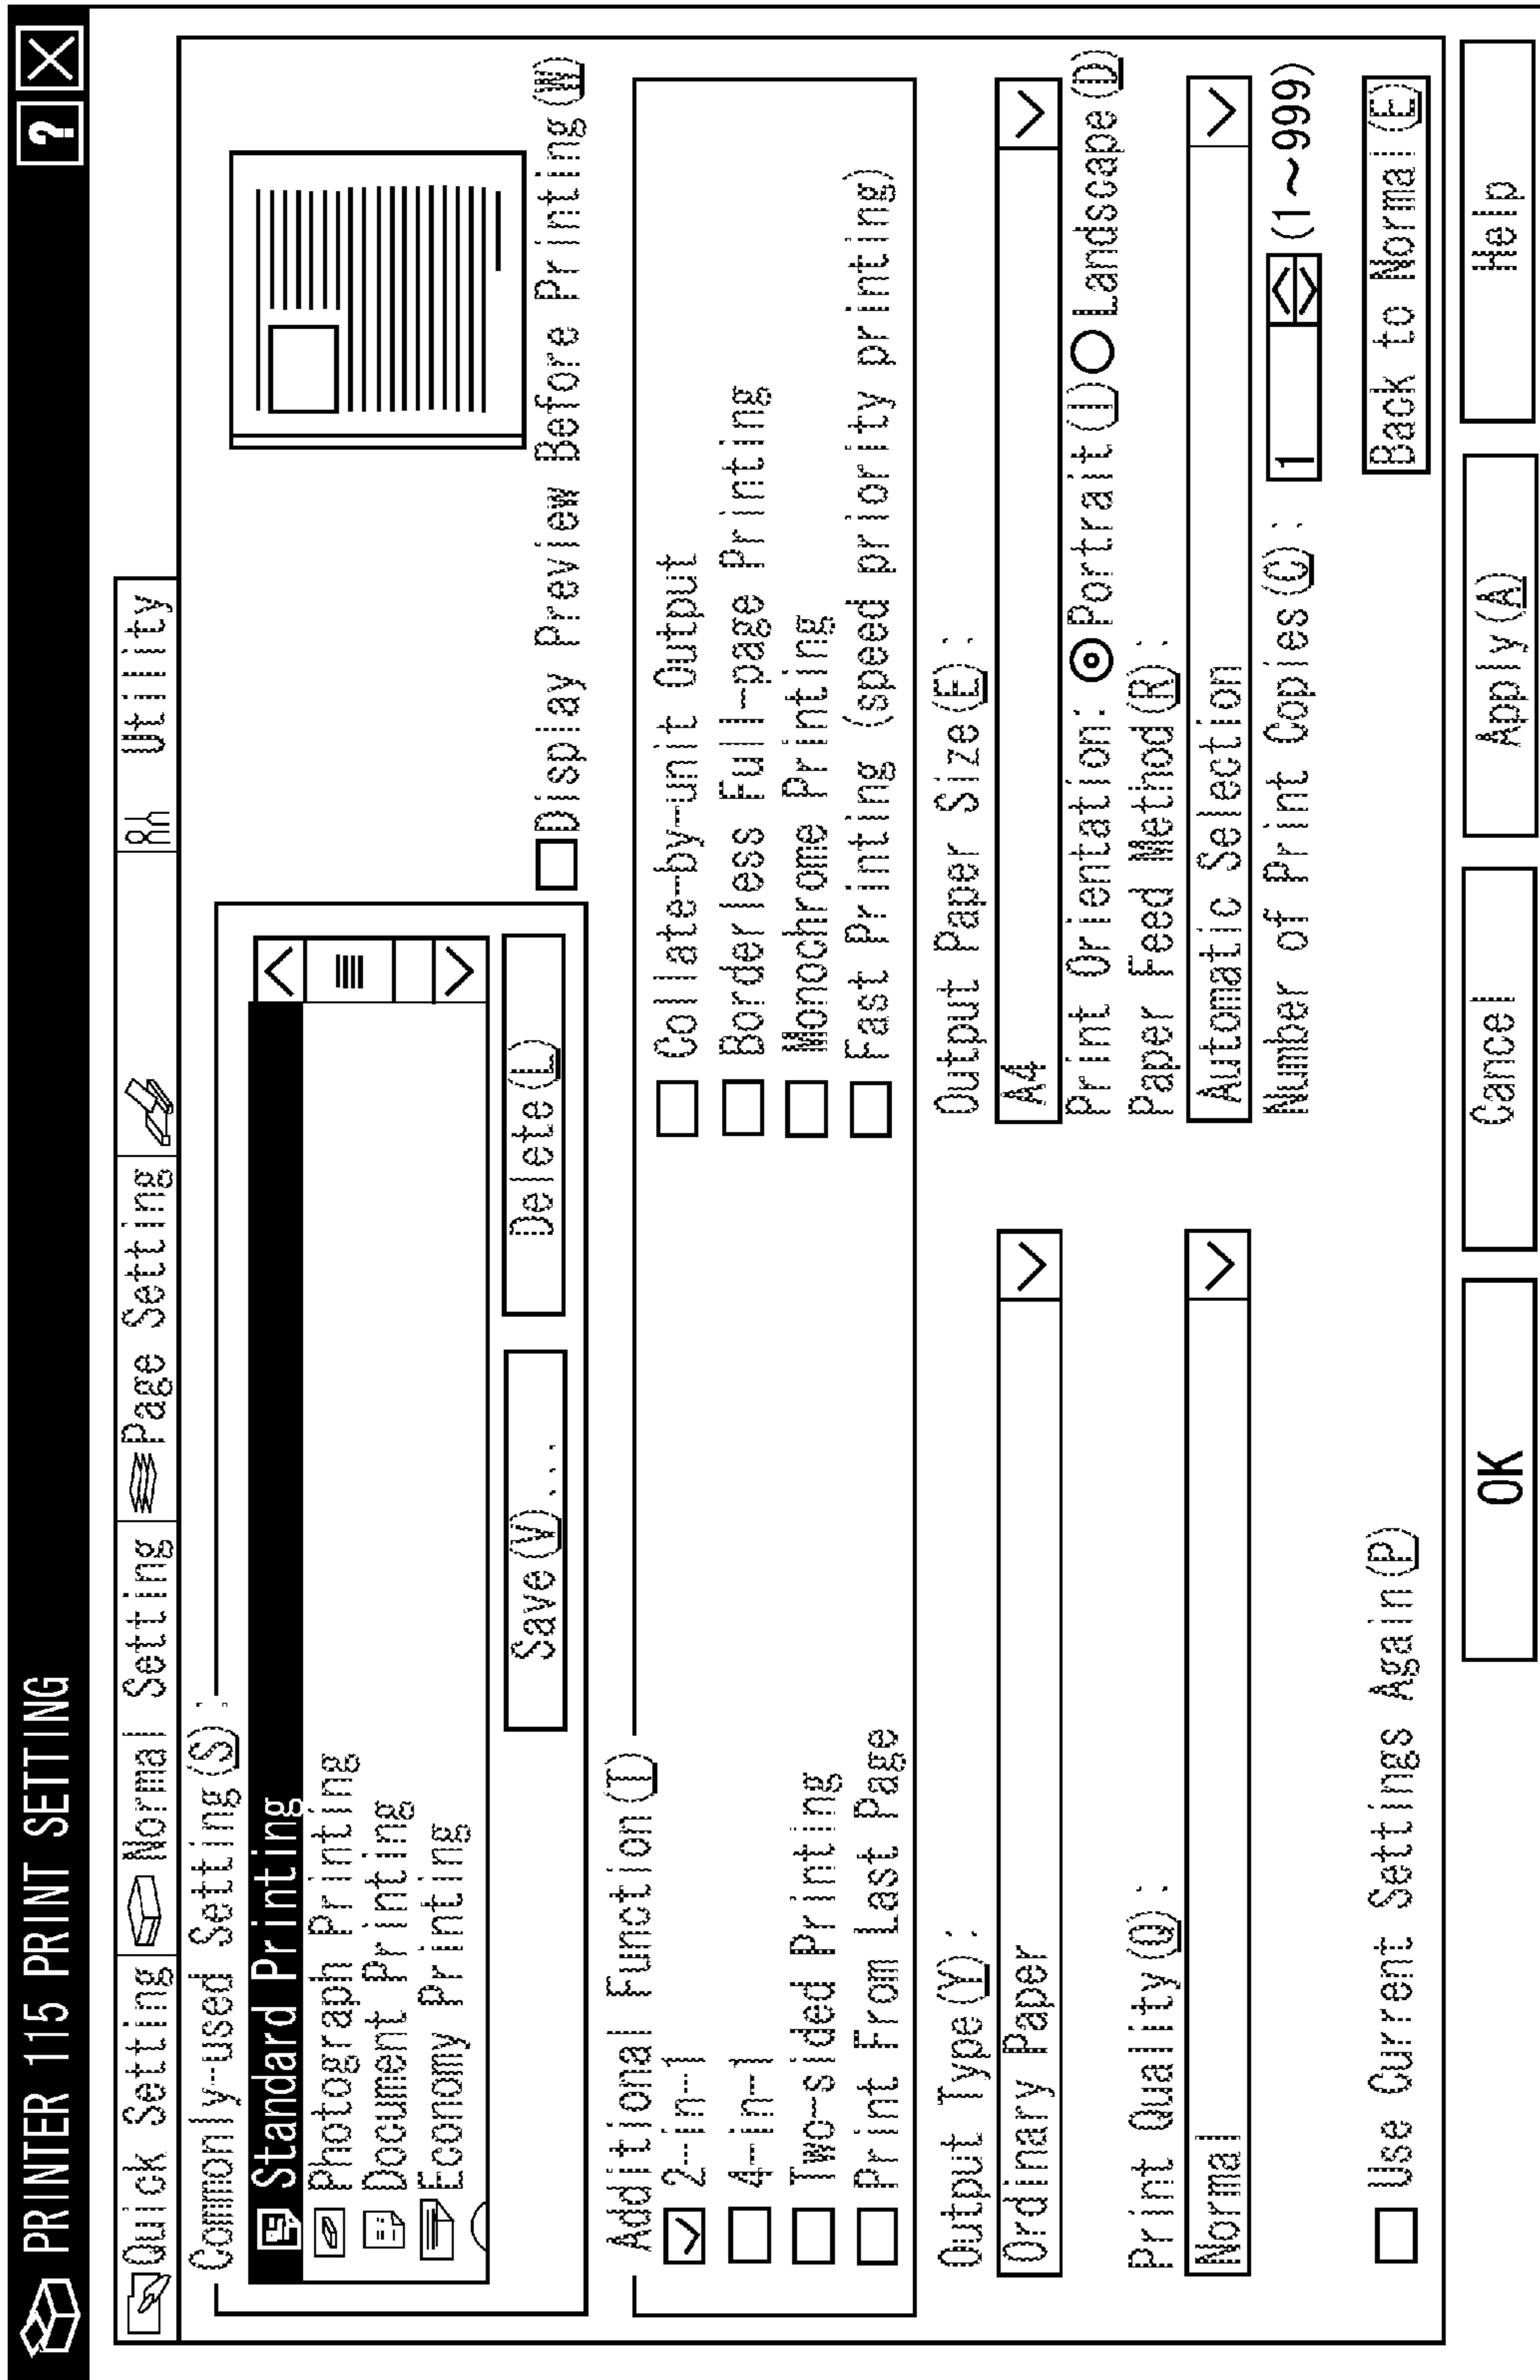 PRINTER 115 PRINT SETTING
?
Quick Setting
Normal Setting
Page Setting
Utility
Commonly-used Setting(S):
Standard Printing
Photograph Printing
Document Printing
Economy Printing
Save(V)...
Delete(L)
Display Preview Before Printing(W)
Additional Function(T)
2-in-1
4-in-1
Two-sided Printing
Print From Last Page
Collate-by-unit Output
Borderless Full-page Printing
Monochrome Printing
Fast Printing (speed priority printing)
Output Type(Y):
Ordinary Paper
Print Quality(Q):
Normal
Output Paper Size(E):
A4
Print Orientation: Portrait(I) Landscape(D)
Paper Feed Method(R):
Automatic Selection
Number of Print Copies(C):
1 (1~999)
Use Current Settings Again(P)
Back to Normal(E)
OK
Cancel
Apply(A)
Help